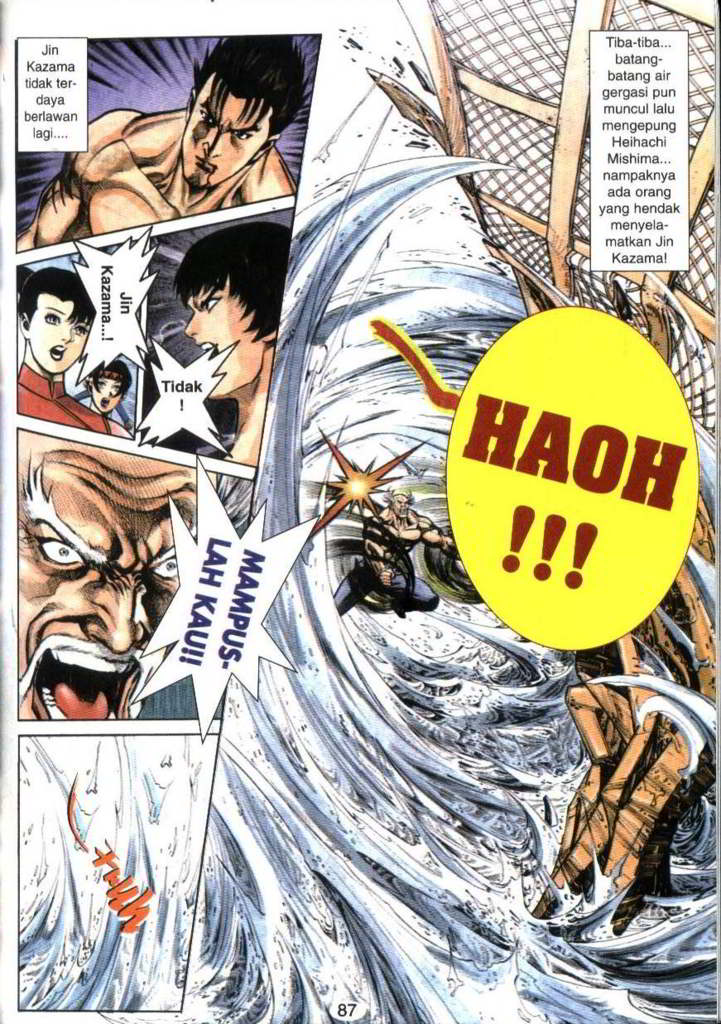 Jin
Kazama
tidak ter-
daya
berlawan
lagi....
Tiba-tiba...
batang-
batang air
gergasi pun
muncul lalu
mengepung
Heihachi
Mishima...
nampaknya
ada orang
yang hendak
menyela-
matkan Jin
Kazama!
Jin
Kazama...!
Tidak
!
HAOH
!!!
MAMPUS-
LAH KAU!!
87